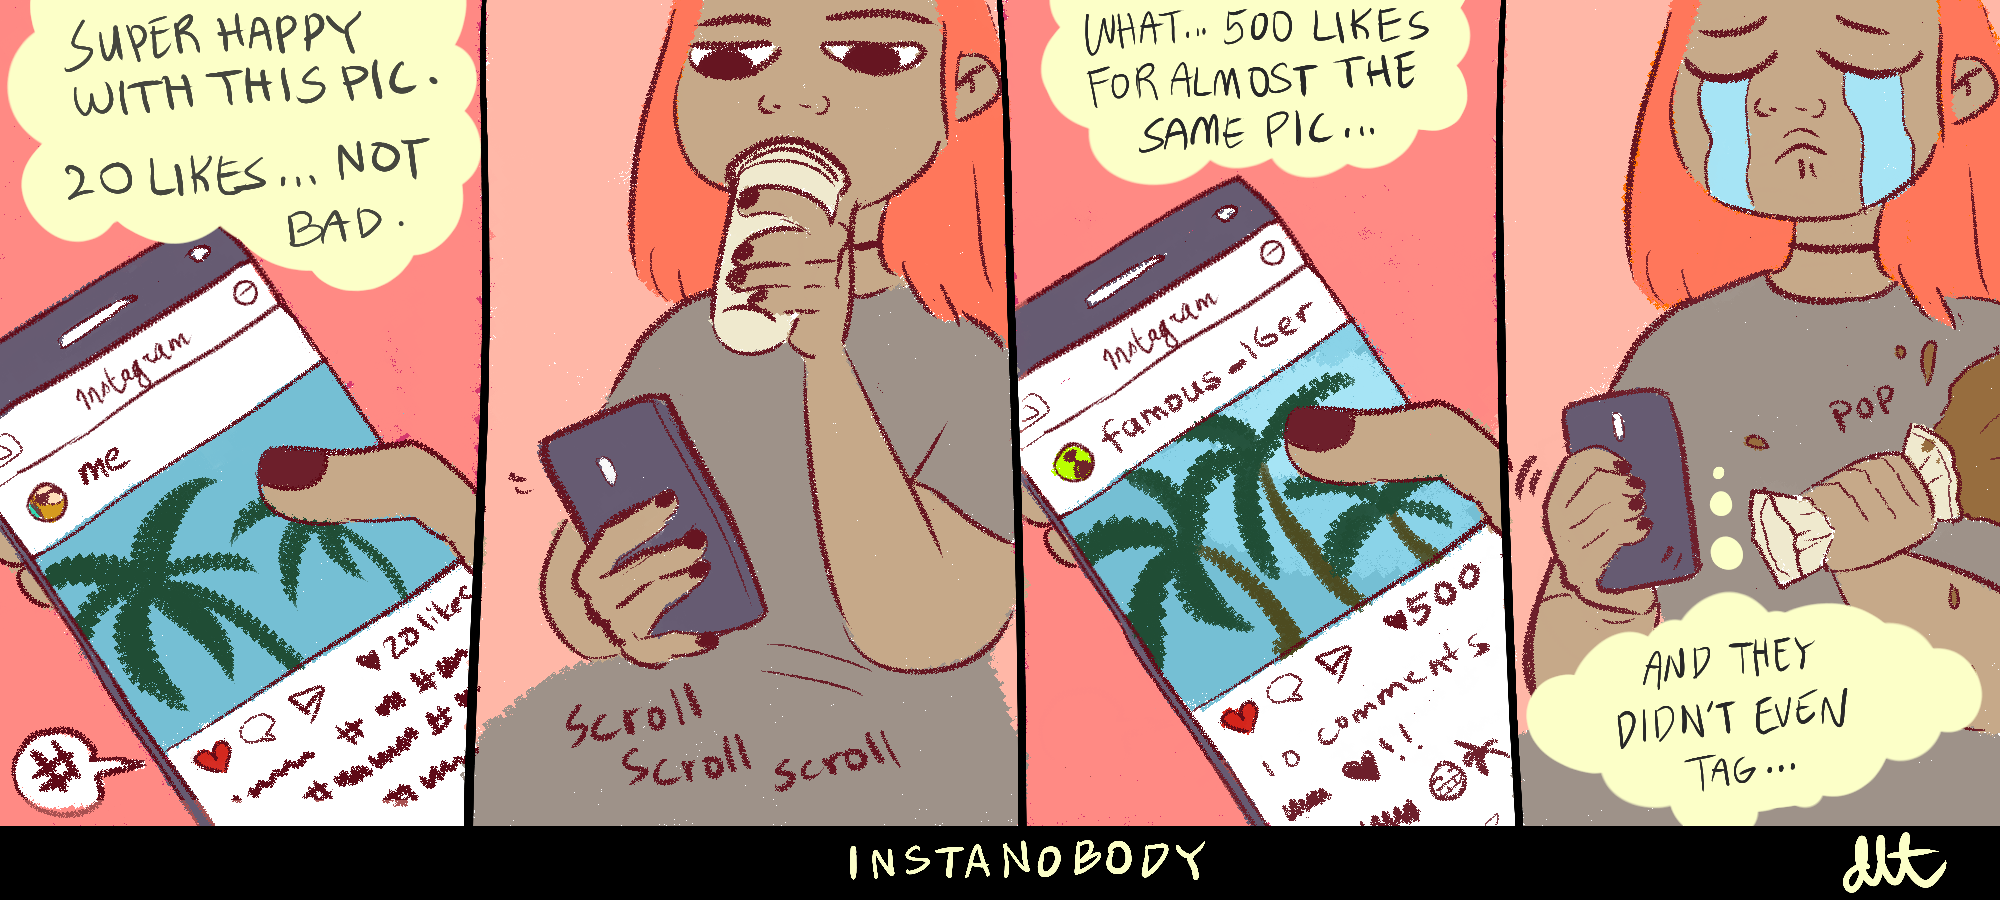 SUPER HAPPY
WITH THIS PIC.
20 LIKES... NOT
BAD.
Instagram
me
♥ 20 likes
#
scroll
scroll scroll
WHAT... 500 LIKES
FOR ALMOST THE
SAME PIC...
Instagram
famous_IGer
♥ 500
10 comments
♥!!
POP
AND THEY
DIDN'T EVEN
TAG...
INSTANOBODY
dlt